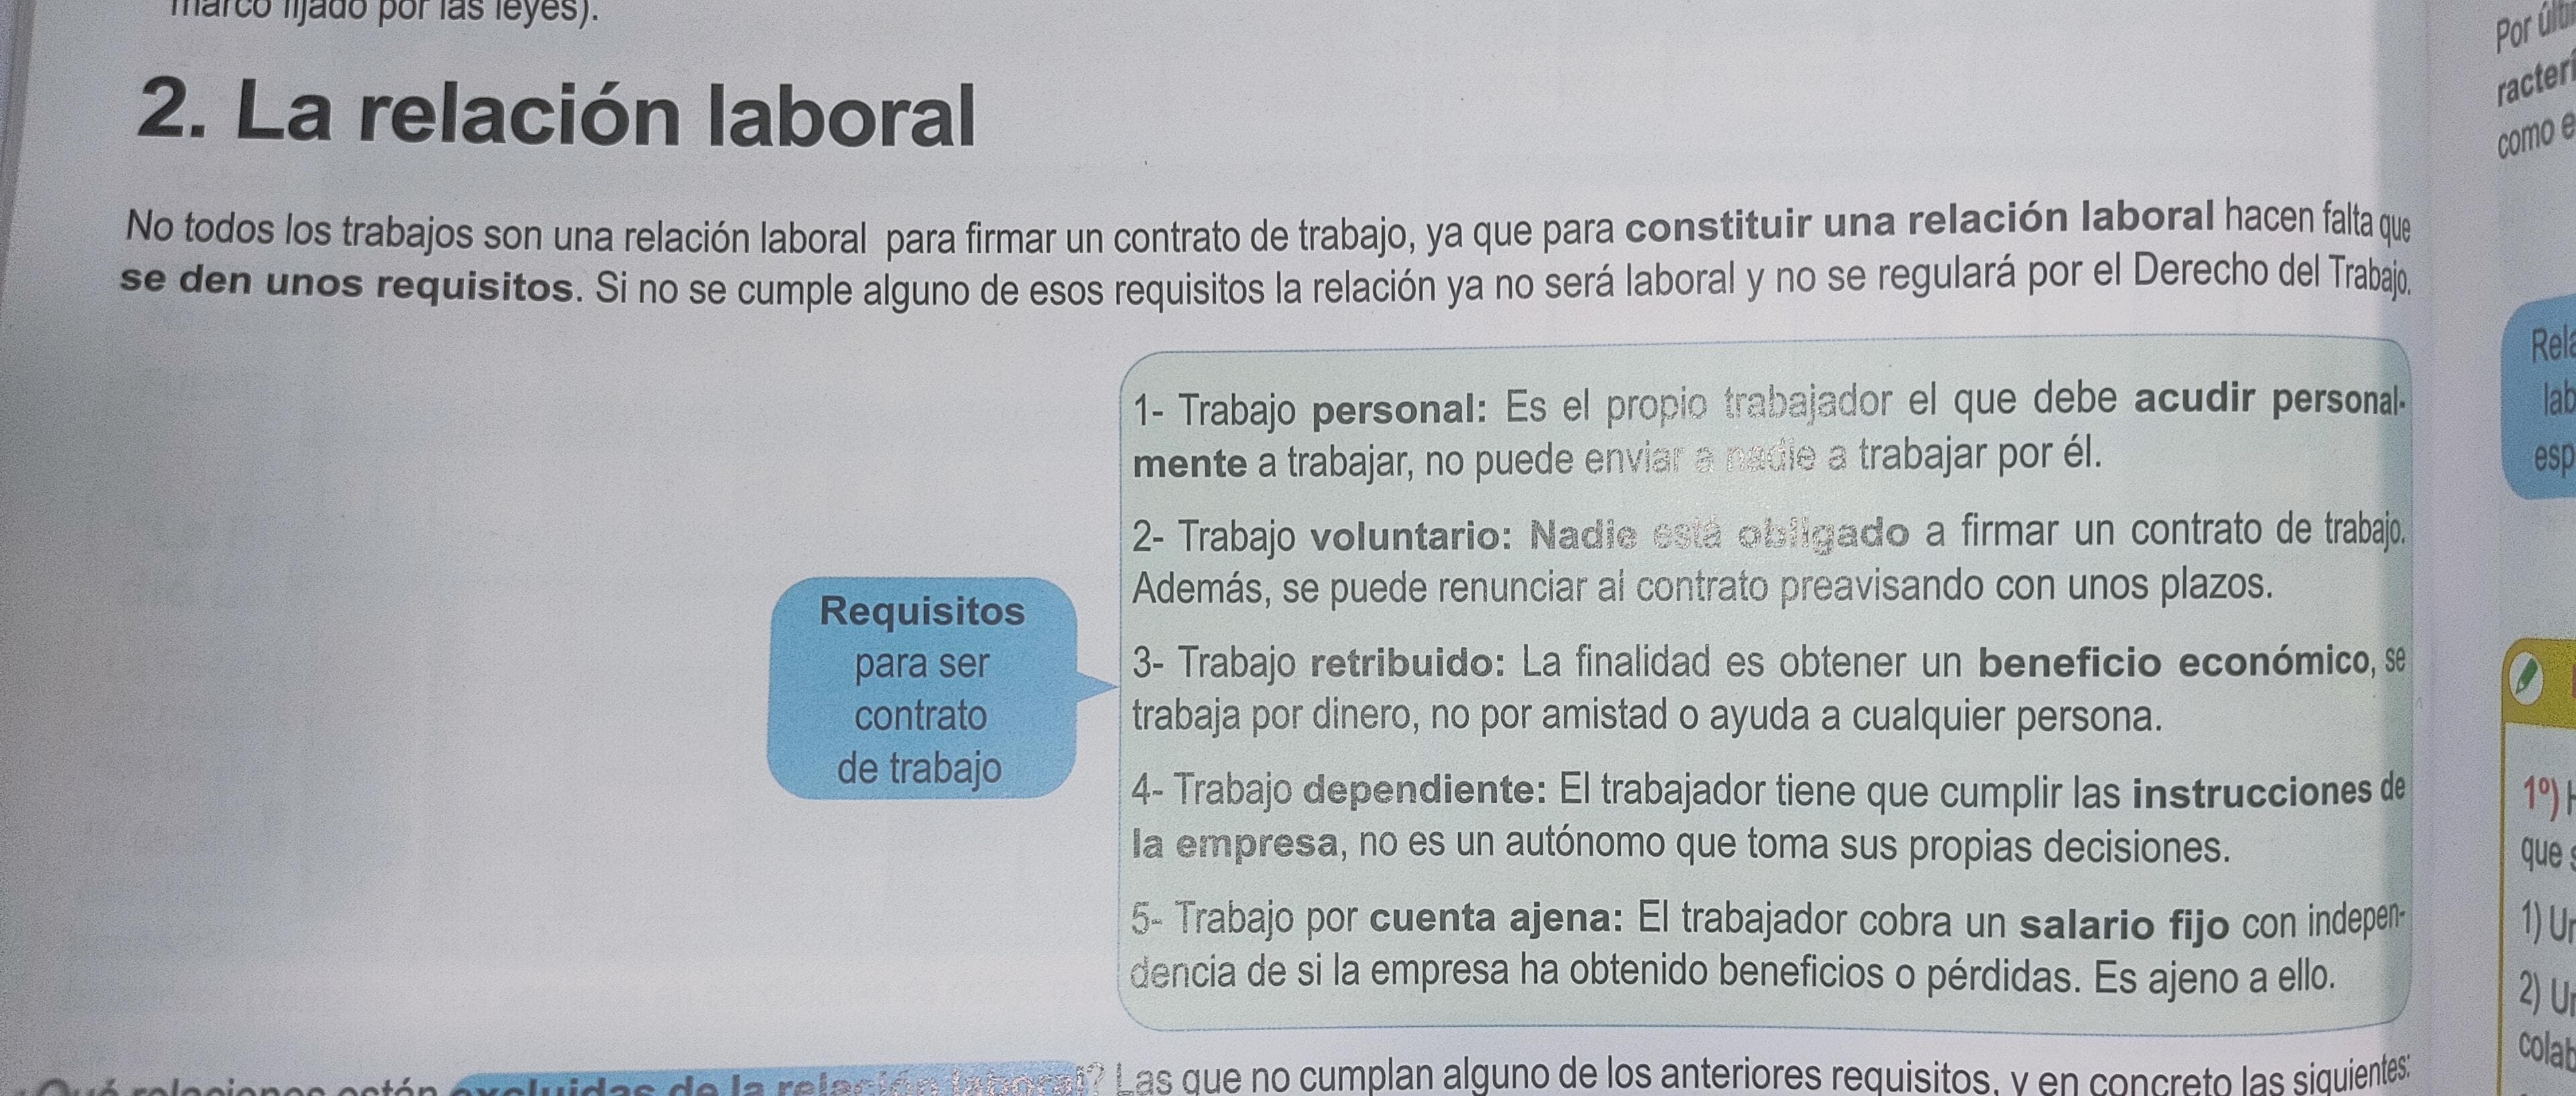 marco fijado por las leyes).
2. La relación laboral
No todos los trabajos son una relación laboral para firmar un contrato de trabajo, ya que para constituir una relación laboral hacen falta que
se den unos requisitos. Si no se cumple alguno de esos requisitos la relación ya no será laboral y no se regulará por el Derecho del Trabajo.
Requisitos
para ser
contrato
de trabajo
1- Trabajo personal: Es el propio trabajador el que debe acudir personal-
mente a trabajar, no puede enviar a nadie a trabajar por él.
2- Trabajo voluntario: Nadie está obligado a firmar un contrato de trabajo.
Además, se puede renunciar al contrato preavisando con unos plazos.
3- Trabajo retribuido: La finalidad es obtener un beneficio económico, se
trabaja por dinero, no por amistad o ayuda a cualquier persona.
4- Trabajo dependiente: El trabajador tiene que cumplir las instrucciones de
la empresa, no es un autónomo que toma sus propias decisiones.
5- Trabajo por cuenta ajena: El trabajador cobra un salario fijo con indepen-
dencia de si la empresa ha obtenido beneficios o pérdidas. Es ajeno a ello.
Qué relaciones están excluidas de la relación laboral? Las que no cumplan alguno de los anteriores requisitos, y en concreto las siguientes:
Por
como
1º)
que
1)
2)